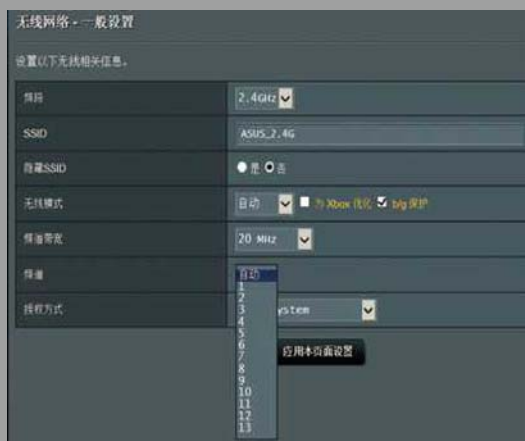 无线网络 - 一般设置
设置以下无线相关信息。
频段 2.4GHz
SSID ASUS_2.4G
隐藏SSID 是 否
无线模式 自动 为 Xbox 优化 b/g 保护
频道带宽 20 MHz
频道 自动
1
2
3
授权方式 ystem
4
5
6
应用本页面设置
7
8
9
10
11
12
13